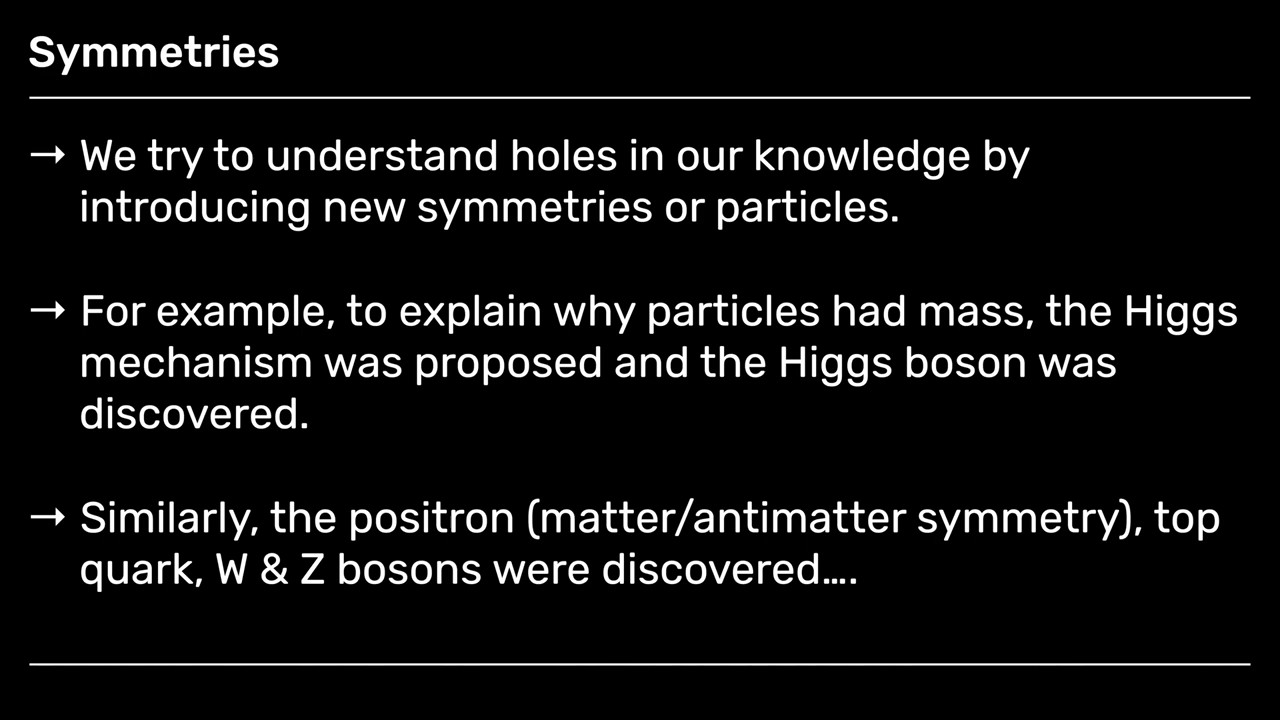 Symmetries
→ We try to understand holes in our knowledge by
introducing new symmetries or particles.
→ For example, to explain why particles had mass, the Higgs
mechanism was proposed and the Higgs boson was
discovered.
→ Similarly, the positron (matter/antimatter symmetry), top
quark, W & Z bosons were discovered….